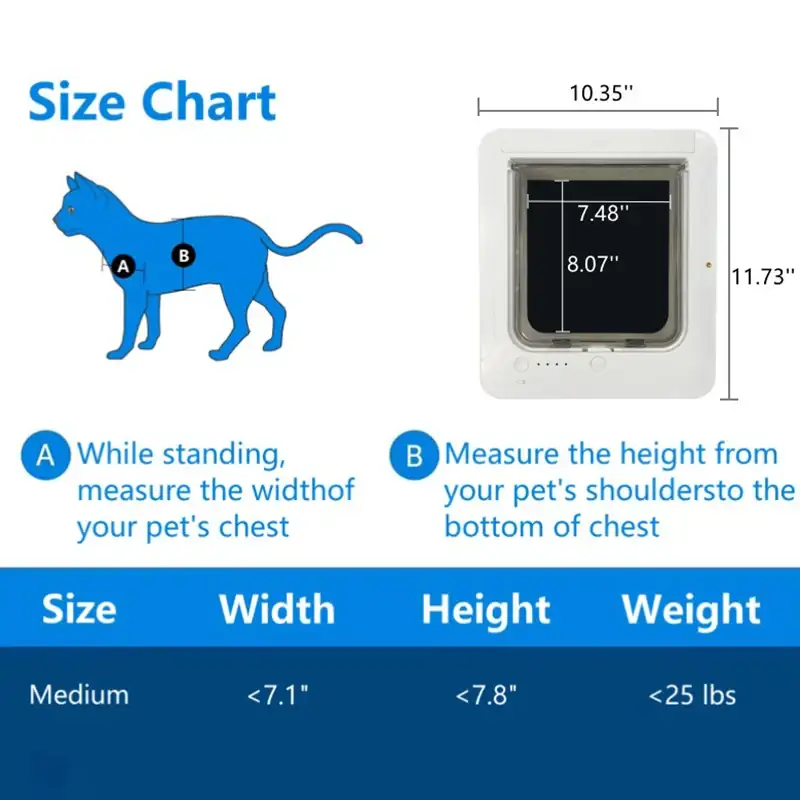 Size Chart
10.35''
7.48''
8.07''
11.73''
A
B
A While standing,
measure the widthof
your pet's chest
B Measure the height from
your pet's shouldersto the
bottom of chest
Size Width Height Weight
Medium <7.1" <7.8" <25 lbs